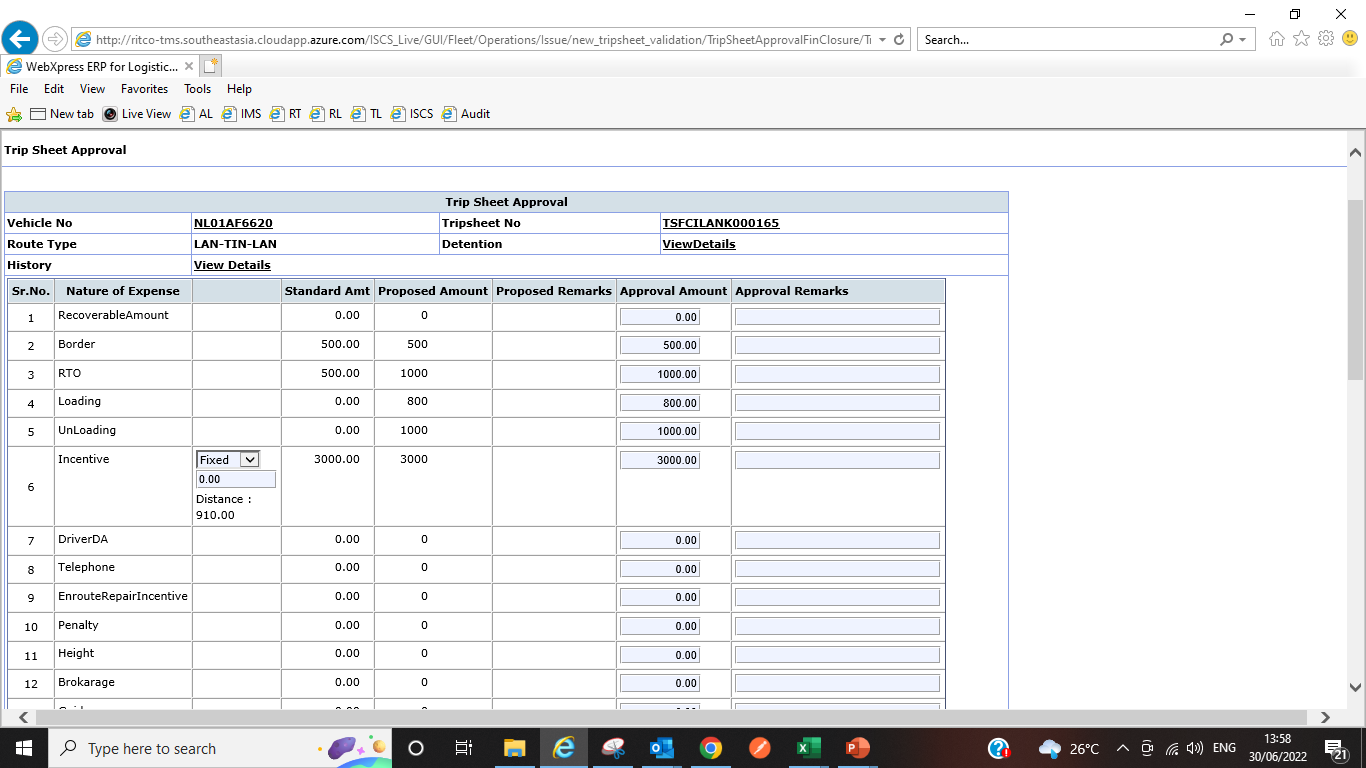 http://ritco-tms.southeastasia.cloudapp.azure.com/ISCS_Live/GUI/Fleet/Operations/Issue/new_tripsheet_validation/TripSheetApprovalFinClosure/Tr
Search...
WebXpress ERP for Logistic...
File Edit View Favorites Tools Help
New tab Live View AL IMS RT RL TL ISCS Audit
Trip Sheet Approval
Trip Sheet Approval
Vehicle No NL01AF6620 Tripsheet No TSFCILANK000165
Route Type LAN-TIN-LAN Detention ViewDetails
History View Details
Sr.No. Nature of Expense Standard Amt Proposed Amount Proposed Remarks Approval Amount Approval Remarks
1 RecoverableAmount 0.00 0 0.00
2 Border 500.00 500 500.00
3 RTO 500.00 1000 1000.00
4 Loading 0.00 800 800.00
5 UnLoading 0.00 1000 1000.00
6 Incentive Fixed 3000.00 3000 3000.00
0.00
Distance :
910.00
7 DriverDA 0.00 0 0.00
8 Telephone 0.00 0 0.00
9 EnrouteRepairIncentive 0.00 0 0.00
10 Penalty 0.00 0 0.00
11 Height 0.00 0 0.00
12 Brokarage 0.00 0 0.00
Type here to search
26°C
ENG
13:58
30/06/2022
21